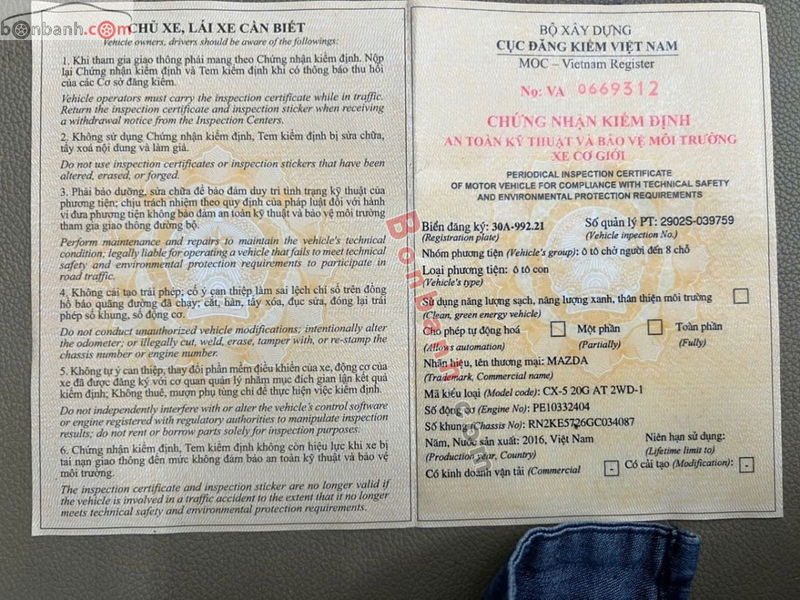 bonbanh.com
CHỦ XE, LÁI XE CẦN BIẾT
Vehicle owners, drivers should be aware of the followings:
1. Khi tham gia giao thông phải mang theo Chứng nhận kiểm định. Nộp
lại Chứng nhận kiểm định và Tem kiểm định khi có thông báo thu hồi
của các Cơ sở đăng kiểm.
Vehicle operators must carry the inspection certificate while in traffic.
Return the inspection certificate and inspection sticker when receiving
a withdrawal notice from the Inspection Centers.
2. Không sử dụng Chứng nhận kiểm định, Tem kiểm định bị sửa chữa,
tẩy xoá nội dung và làm giả.
Do not use inspection certificates or inspection stickers that have been
altered, erased, or forged.
3. Phải bảo dưỡng, sửa chữa để bảo đảm duy trì tình trạng kỹ thuật của
phương tiện; chịu trách nhiệm theo quy định của pháp luật đối với hành
vi đưa phương tiện không bảo đảm an toàn kỹ thuật và bảo vệ môi trường
tham gia giao thông đường bộ.
Perform maintenance and repairs to maintain the vehicle's technical
condition, legally liable for operating a vehicle that fails to meet technical
safety and environmental protection requirements to participate in
road traffic.
4. Không cải tạo trái phép; cố ý can thiệp làm sai lệch chỉ số trên đồng
hồ báo quãng đường đã chạy; cắt, hàn, tẩy xóa, đục sửa, đóng lại trái
phép số khung, số động cơ.
Do not conduct unauthorized vehicle modifications; intentionally alter
the odometer; or illegally cut, weld, erase, tamper with, or re-stamp the
chassis number or engine number.
5. Không tự ý can thiệp, thay đổi phần mềm điều khiển của xe, động cơ của
xe đã được đăng ký với cơ quan quản lý nhằm mục đích gian lận kết quả
kiểm định; Không thuê, mượn phụ tùng chỉ để thực hiện việc kiểm định.
Do not independently interfere with or alter the vehicle's control software
or engine registered with regulatory authorities to manipulate inspection
results; do not rent or borrow parts solely for inspection purposes.
6. Chứng nhận kiểm định, Tem kiểm định không còn hiệu lực khi xe bị
tai nạn giao thông đến mức không đảm bảo an toàn kỹ thuật và bảo vệ
môi trường.
The inspection certificate and inspection sticker are no longer valid if
the vehicle is involved in a traffic accident to the extent that it no longer
meets technical safety and environmental protection requirements.
BỘ XÂY DỰNG
CỤC ĐĂNG KIỂM VIỆT NAM
MOC – Vietnam Register
No: VA 0669312
CHỨNG NHẬN KIỂM ĐỊNH
AN TOÀN KỸ THUẬT VÀ BẢO VỆ MÔI TRƯỜNG
XE CƠ GIỚI
PERIODICAL INSPECTION CERTIFICATE
OF MOTOR VEHICLE FOR COMPLIANCE WITH TECHNICAL SAFETY
AND ENVIRONMENTAL PROTECTION REQUIREMENTS
Biển đăng ký: 30A-992.21 Số quản lý PT: 2902S-039759
(Registration plate) (Vehicle inpection No.)
Nhóm phương tiện (Vehicle's group): ô tô chở người đến 8 chỗ
Loại phương tiện: ô tô con
(Vehicle's type)
Sử dụng năng lượng sạch, năng lượng xanh, thân thiện môi trường
(Clean, green energy vehicle)
Cho phép tự động hoá Một phần Toàn phần
(Allows automation) (Partially) (Fully)
Nhãn hiệu, tên thương mại: MAZDA
(Trademark, Commercial name)
Mã kiểu loại (Model code): CX-5 20G AT 2WD-1
Số động cơ (Engine No): PE10332404
Số khung (Chassis No): RN2KE5726GC034087
Năm, Nước sản xuất: 2016, Việt Nam Niên hạn sử dụng:
(Production year, Country) (Lifetime limit to)
Có kinh doanh vận tải (Commercial - Có cải tạo (Modification): -
Bonbanh.com